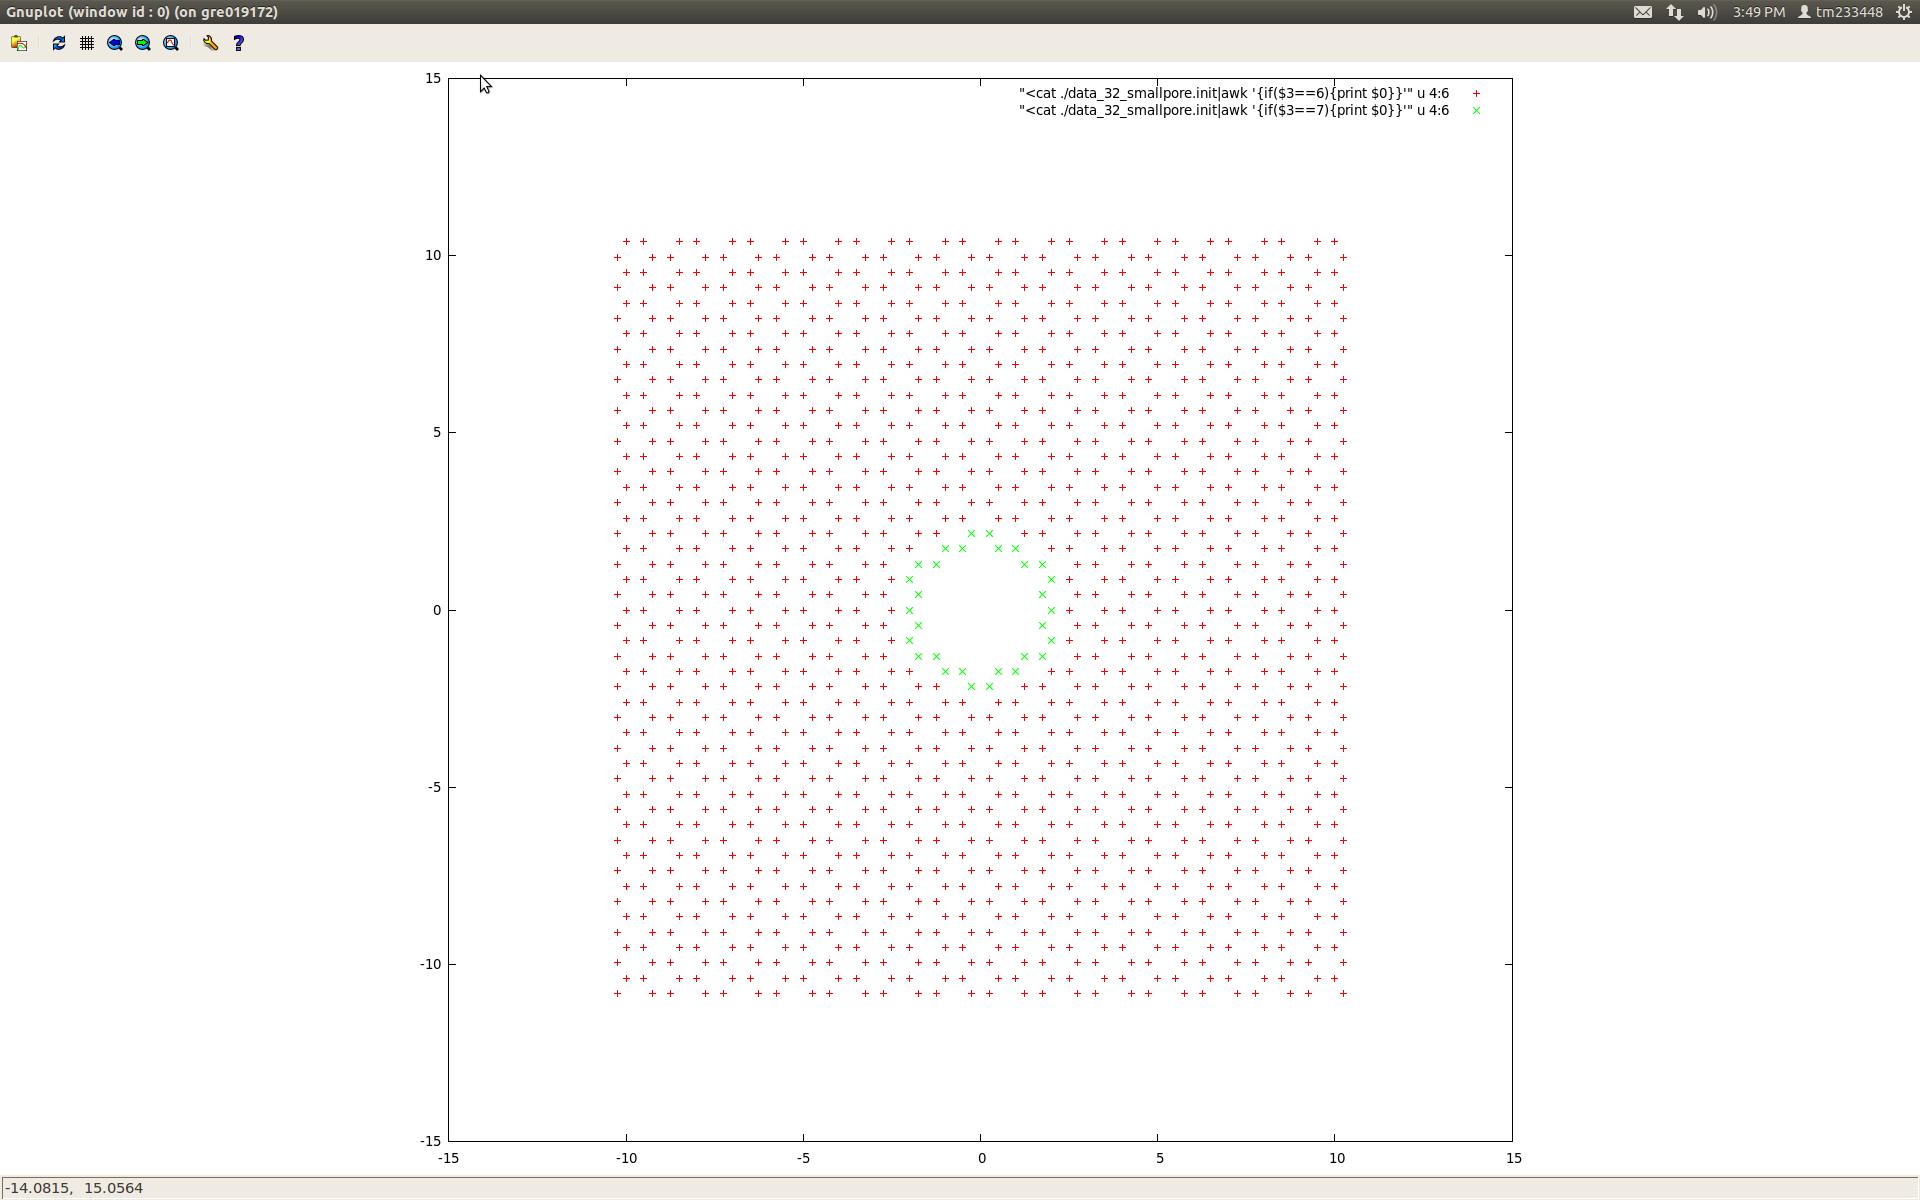 Gnuplot (window id : 0) (on gre019172)
3:49 PM tm233448
?
15
"<cat ./data_32_smallpore.init|awk '{if($3==6){print $0}}'" u 4:6
"<cat ./data_32_smallpore.init|awk '{if($3==7){print $0}}'" u 4:6
10
5
0
-5
-10
-15
-15 -10 -5 0 5 10 15
-14.0815, 15.0564